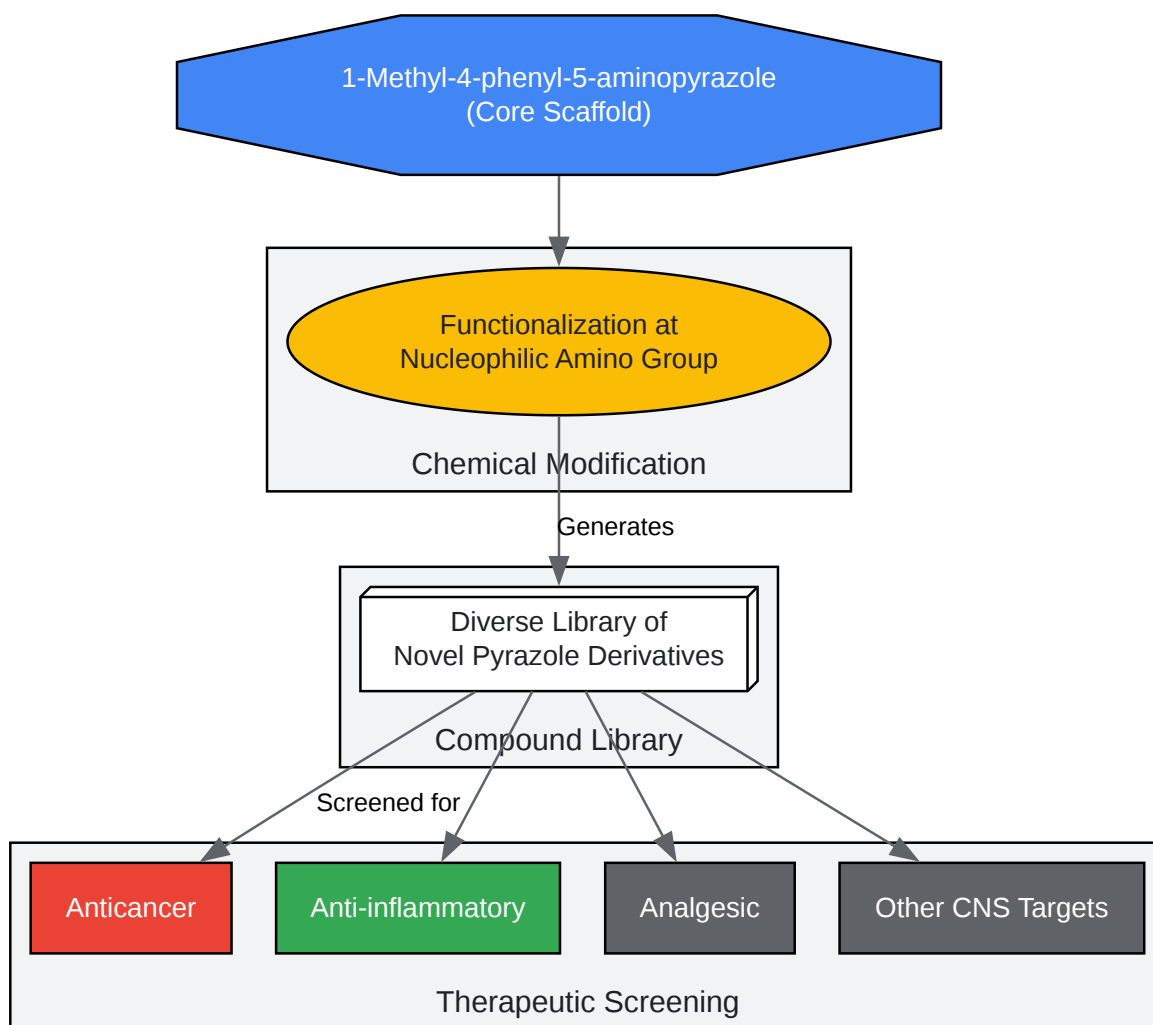 1-Methyl-4-phenyl-5-aminopyrazole
(Core Scaffold)
Functionalization at
Nucleophilic Amino Group
Chemical Modification
Generates
Diverse Library of
Novel Pyrazole Derivatives
Compound Library
Screened for
Anticancer
Anti-inflammatory
Analgesic
Other CNS Targets
Therapeutic Screening